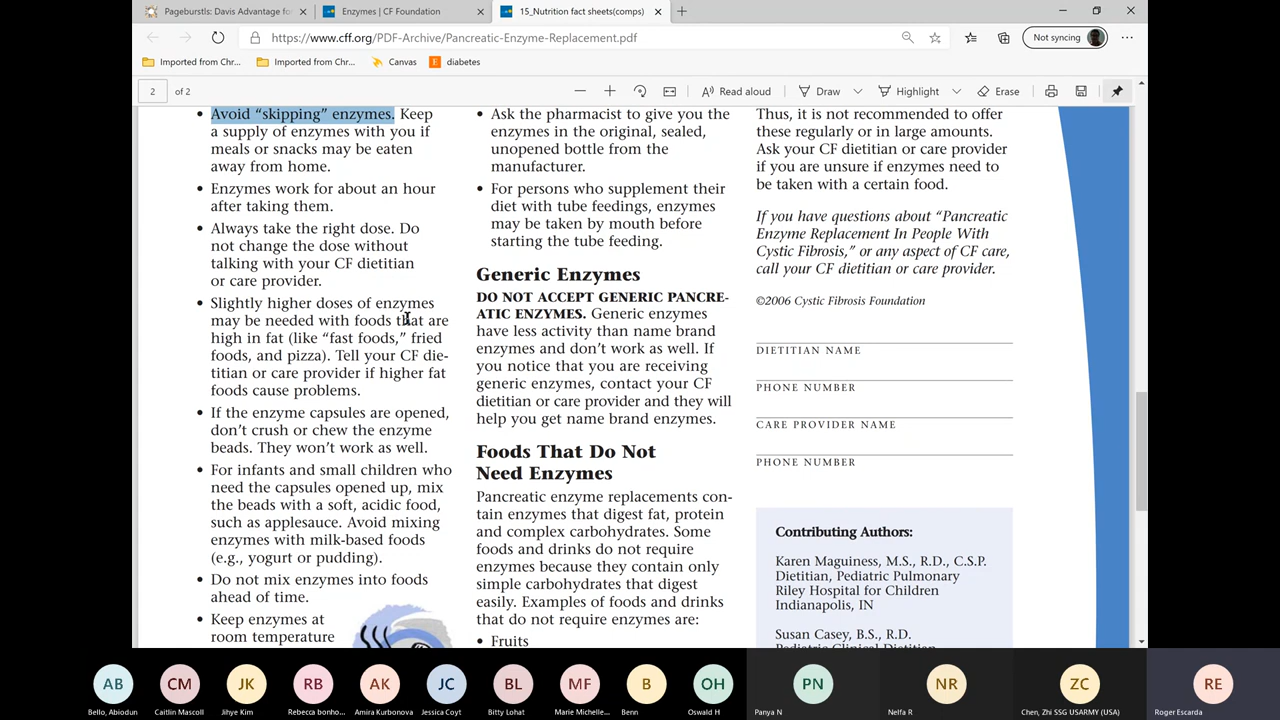 Pageburstls: Davis Advantage fo
Enzymes | CF Foundation
15_Nutrition fact sheets(comps)
https://www.cff.org/PDF-Archive/Pancreatic-Enzyme-Replacement.pdf
Not syncing
Imported from Chr...
Imported from Chr...
Canvas
diabetes
2
of 2
Read aloud
Draw
Highlight
Erase
• Avoid “skipping” enzymes. Keep
a supply of enzymes with you if
meals or snacks may be eaten
away from home.
• Enzymes work for about an hour
after taking them.
• Always take the right dose. Do
not change the dose without
talking with your CF dietitian
or care provider.
• Slightly higher doses of enzymes
may be needed with foods that are
high in fat (like “fast foods,” fried
foods, and pizza). Tell your CF die-
titian or care provider if higher fat
foods cause problems.
• If the enzyme capsules are opened,
don’t crush or chew the enzyme
beads. They won’t work as well.
• For infants and small children who
need the capsules opened up, mix
the beads with a soft, acidic food,
such as applesauce. Avoid mixing
enzymes with milk-based foods
(e.g., yogurt or pudding).
• Do not mix enzymes into foods
ahead of time.
• Keep enzymes at
room temperature
• Ask the pharmacist to give you the
enzymes in the original, sealed,
unopened bottle from the
manufacturer.
• For persons who supplement their
diet with tube feedings, enzymes
may be taken by mouth before
starting the tube feeding.
Generic Enzymes
DO NOT ACCEPT GENERIC PANCRE-
ATIC ENZYMES. Generic enzymes
have less activity than name brand
enzymes and don’t work as well. If
you notice that you are receiving
generic enzymes, contact your CF
dietitian or care provider and they will
help you get name brand enzymes.
Foods That Do Not
Need Enzymes
Pancreatic enzyme replacements con-
tain enzymes that digest fat, protein
and complex carbohydrates. Some
foods and drinks do not require
enzymes because they contain only
simple carbohydrates that digest
easily. Examples of foods and drinks
that do not require enzymes are:
• Fruits
Thus, it is not recommended to offer
these regularly or in large amounts.
Ask your CF dietitian or care provider
if you are unsure if enzymes need to
be taken with a certain food.
If you have questions about “Pancreatic
Enzyme Replacement In People With
Cystic Fibrosis,” or any aspect of CF care,
call your CF dietitian or care provider.
©2006 Cystic Fibrosis Foundation
DIETITIAN NAME
PHONE NUMBER
CARE PROVIDER NAME
PHONE NUMBER
Contributing Authors:
Karen Maguiness, M.S., R.D., C.S.P.
Dietitian, Pediatric Pulmonary
Riley Hospital for Children
Indianapolis, IN
Susan Casey, B.S., R.D.
Pediatric Clinical Dietitian
AB
CM
JK
RB
AK
JC
BL
MF
B
OH
PN
NR
ZC
RE
Bello, Abiodun
Caitlin Mascoll
Jihye Kim
Rebecca bonho...
Amira Kurbonova
Jessica Coyt
Bitty Lohat
Marie Michelle...
Benn
Oswald H
Panya N
Nelfa R
Chen, Zhi SSG USARMY (USA)
Roger Escarda